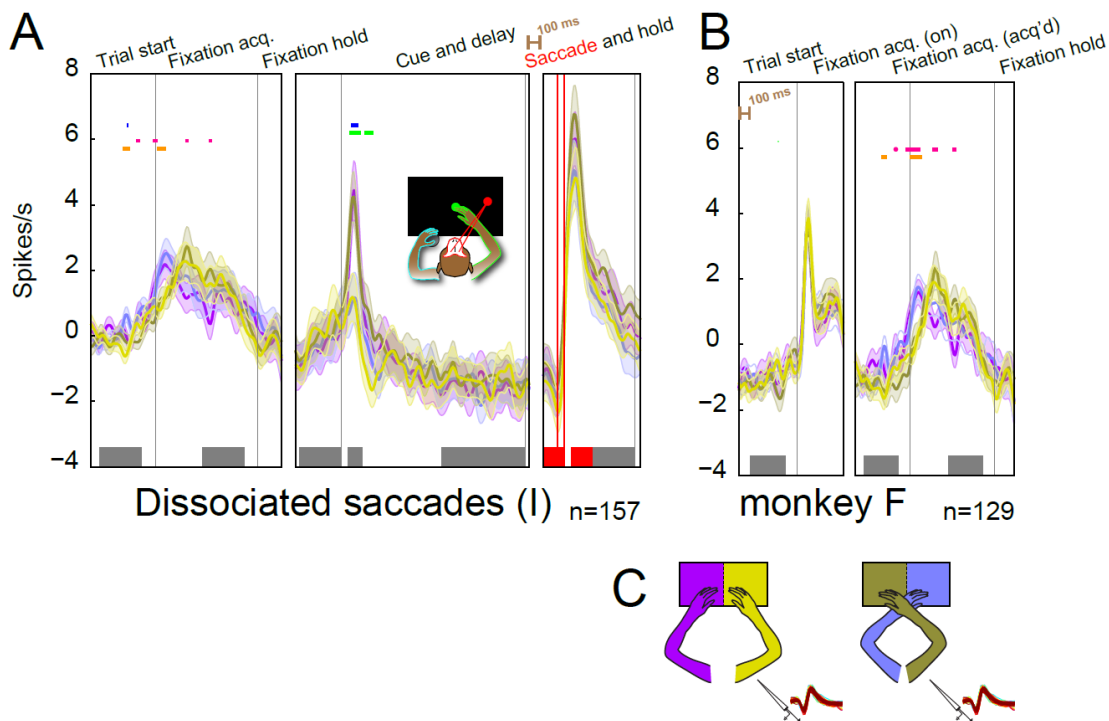 A
Trial start
Fixation acq.
Fixation hold
Cue and delay
100 ms
Saccade and hold
8
6
4
2
0
−2
−4
Spikes/s
Dissociated saccades (I) n=157
B
Trial start
Fixation acq. (on)
Fixation acq. (acq'd)
Fixation hold
100 ms
8
6
4
2
0
−2
−4
monkey F n=129
C